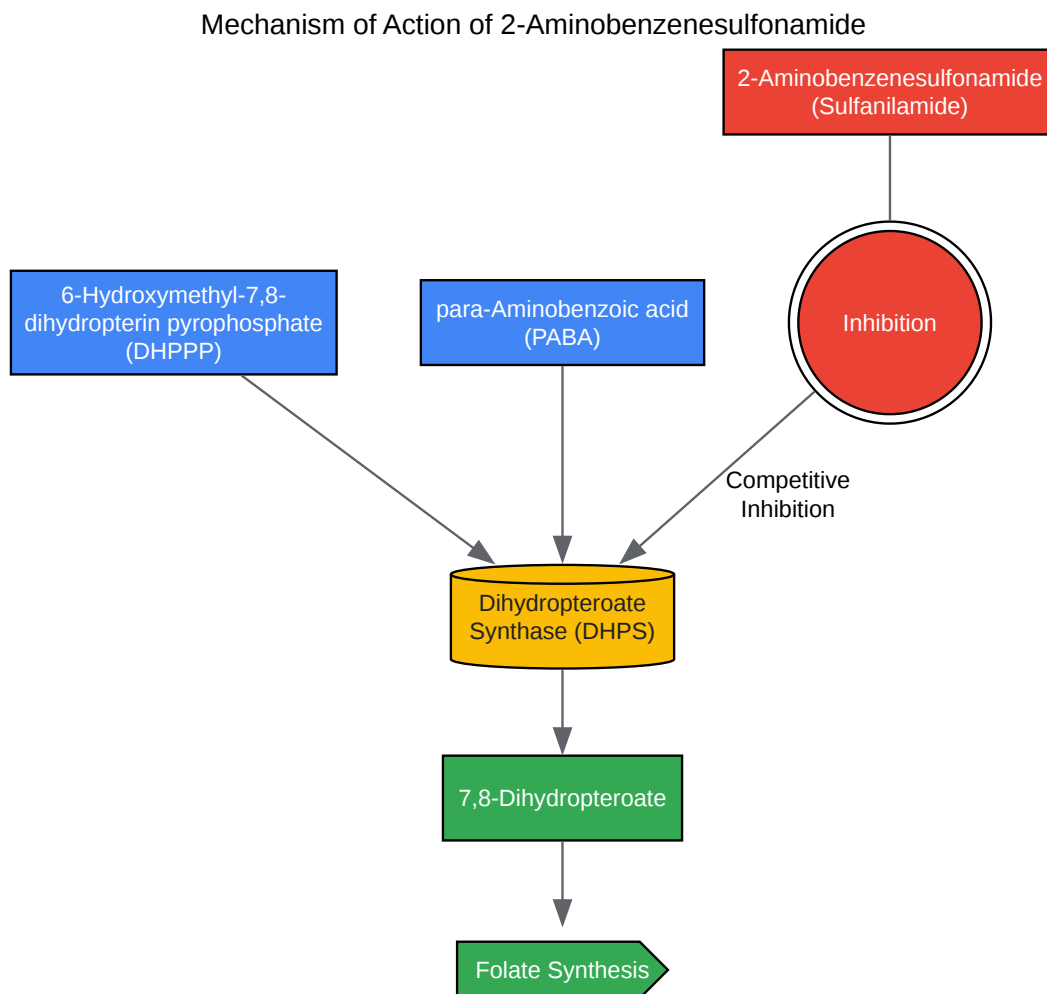 Mechanism of Action of 2-Aminobenzenesulfonamide
2-Aminobenzenesulfonamide
(Sulfanilamide)
6-Hydroxymethyl-7,8-
dihydropterin pyrophosphate
(DHPPP)
para-Aminobenzoic acid
(PABA)
Inhibition
Competitive
Inhibition
Dihydropteroate
Synthase (DHPS)
7,8-Dihydropteroate
Folate Synthesis